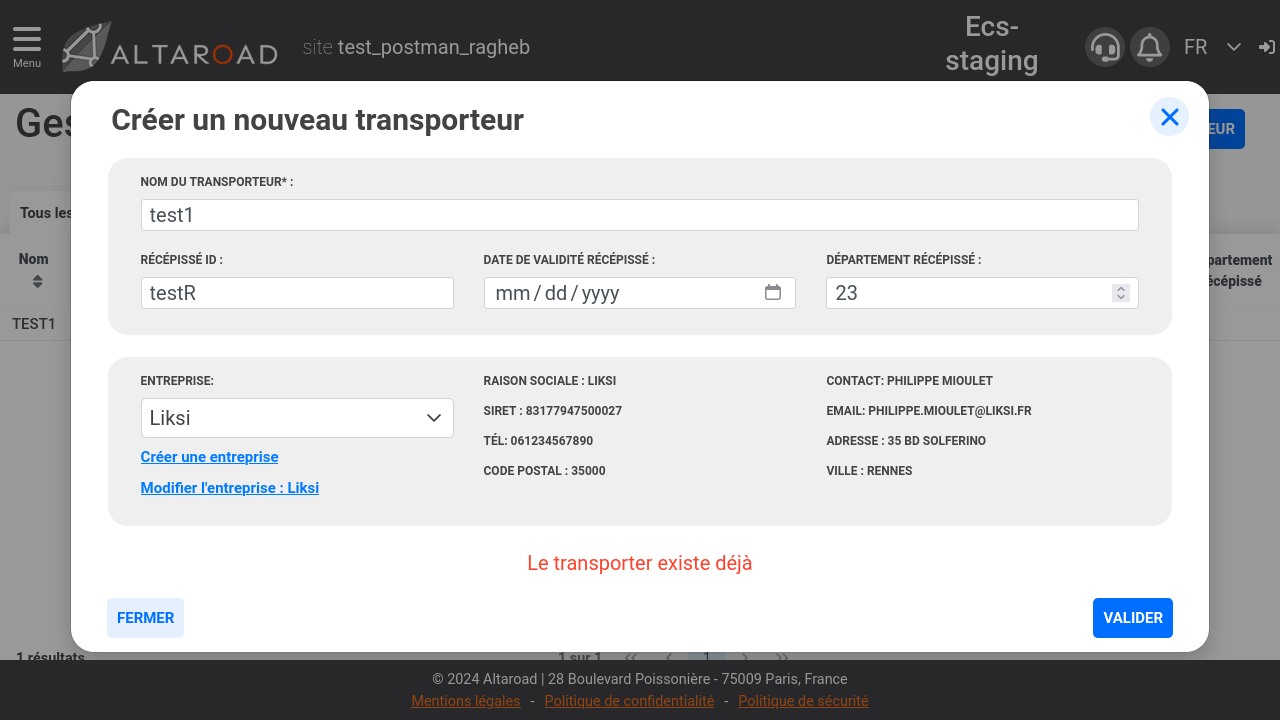 Menu
ALTAROAD
site test_postman_ragheb
Ecs-
staging
FR
Ges
EUR
Tous les
Nom
partement
écépissé
TEST1
Créer un nouveau transporteur
NOM DU TRANSPORTEUR* :
test1
RÉCÉPISSÉ ID :
DATE DE VALIDITÉ RÉCÉPISSÉ :
DÉPARTEMENT RÉCÉPISSÉ :
testR
mm/dd/yyyy
23
ENTREPRISE:
Liksi
Créer une entreprise
Modifier l'entreprise : Liksi
RAISON SOCIALE : LIKSI
SIRET : 83177947500027
TÉL: 061234567890
CODE POSTAL : 35000
CONTACT: PHILIPPE MIOULET
EMAIL: PHILIPPE.MIOULET@LIKSI.FR
ADRESSE : 35 BD SOLFERINO
VILLE : RENNES
Le transporter existe déjà
FERMER
VALIDER
1 résultats
1 sur 1
1
© 2024 Altaroad | 28 Boulevard Poissonière - 75009 Paris, France
Mentions légales - Politique de confidentialité - Politique de sécurité